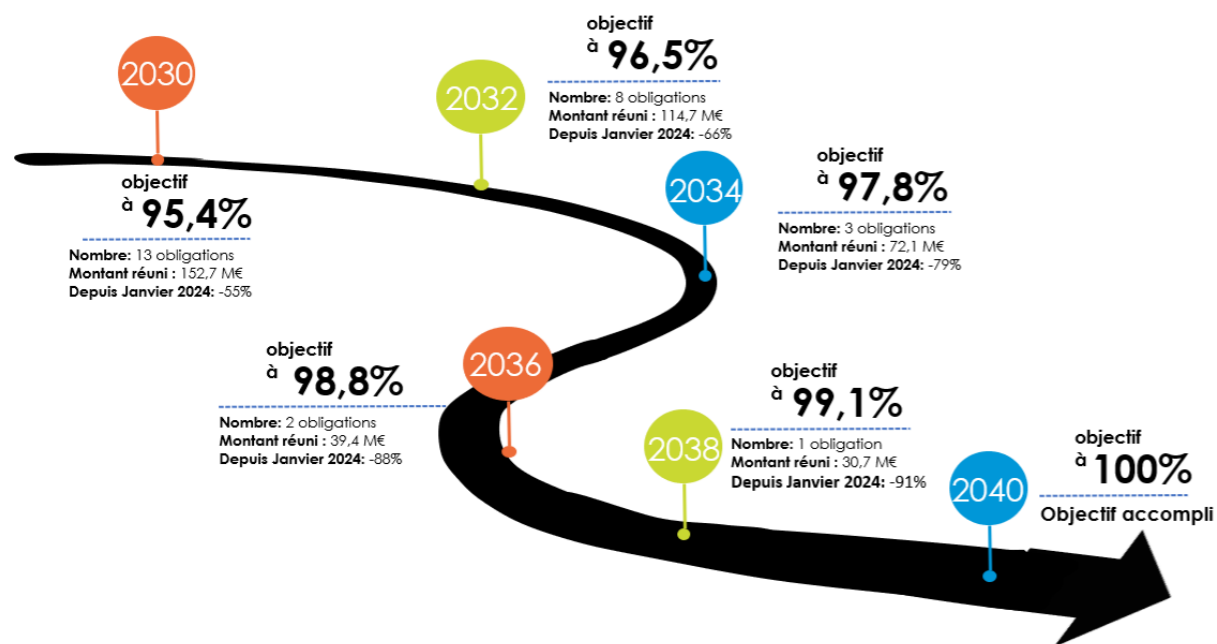 2030
objectif
à 95,4%
Nombre: 13 obligations
Montant réuni : 152,7 M€
Depuis Janvier 2024: -55%
2032
objectif
à 96,5%
Nombre: 8 obligations
Montant réuni : 114,7 M€
Depuis Janvier 2024: -66%
2034
objectif
à 97,8%
Nombre: 3 obligations
Montant réuni : 72,1 M€
Depuis Janvier 2024: -79%
2036
objectif
à 98,8%
Nombre: 2 obligations
Montant réuni : 39,4 M€
Depuis Janvier 2024: -88%
2038
objectif
à 99,1%
Nombre: 1 obligation
Montant réuni : 30,7 M€
Depuis Janvier 2024: -91%
2040
objectif
à 100%
Objectif accompli